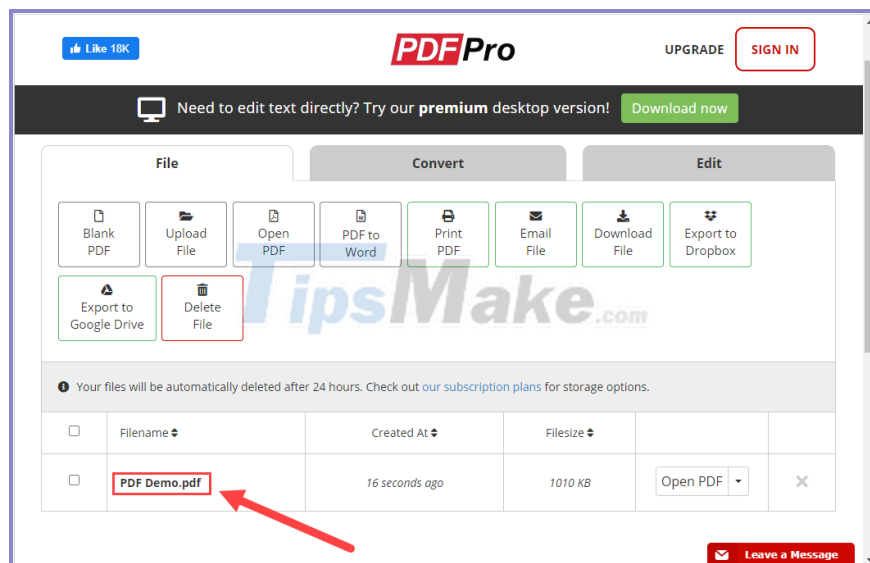 Like 18K
PDF Pro
UPGRADE
SIGN IN
Need to edit text directly? Try our premium desktop version!
Download now
File
Convert
Edit
Blank
PDF
Upload
File
Open
PDF
PDF to
Word
Print
PDF
Email
File
Download
File
Export to
Dropbox
Export to
Google Drive
Delete
File
TipsMake.com
Your files will be automatically deleted after 24 hours. Check out our subscription plans for storage options.
Filename
Created At
Filesize
PDF Demo.pdf
16 seconds ago
1010 KB
Open PDF
Leave a Message